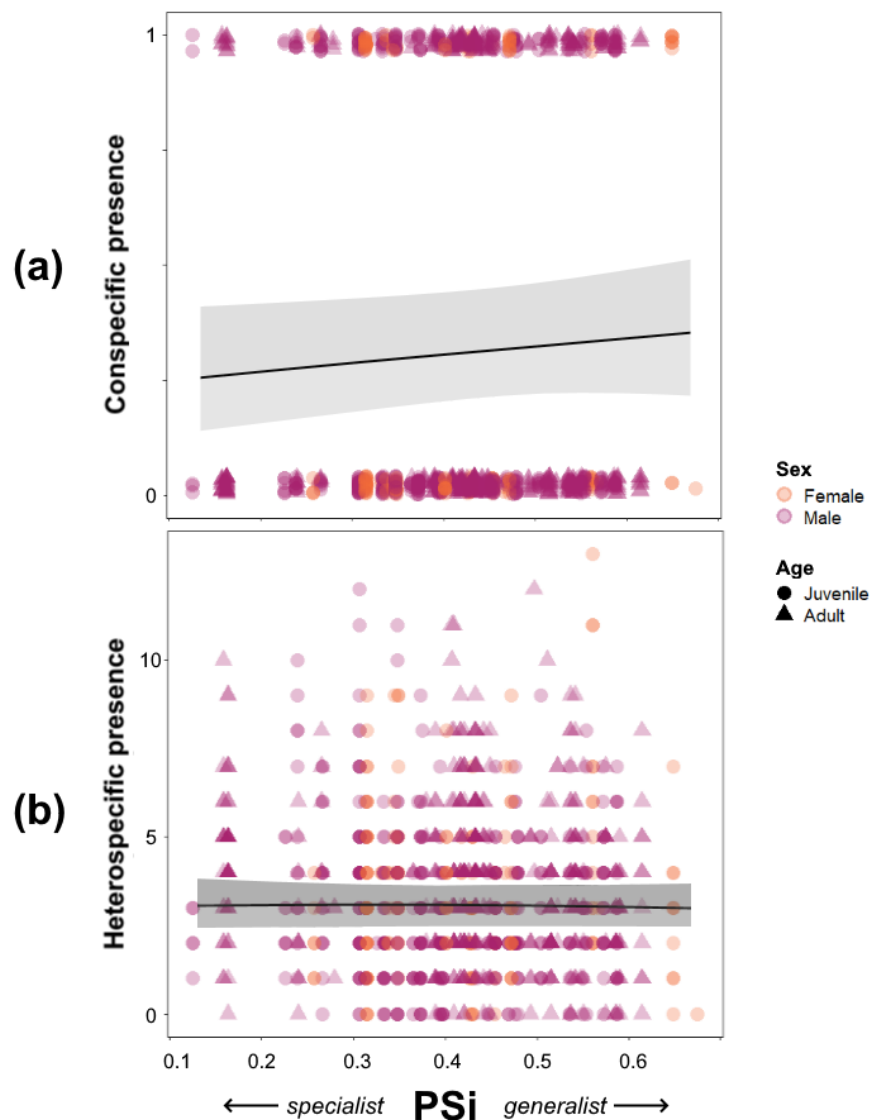 (a)
Conspecific presence
1
0
Sex
Female
Male
Age
Juvenile
Adult
(b)
Heterospecific presence
10
5
0
0.1 0.2 0.3 0.4 0.5 0.6
specialist PSi generalist